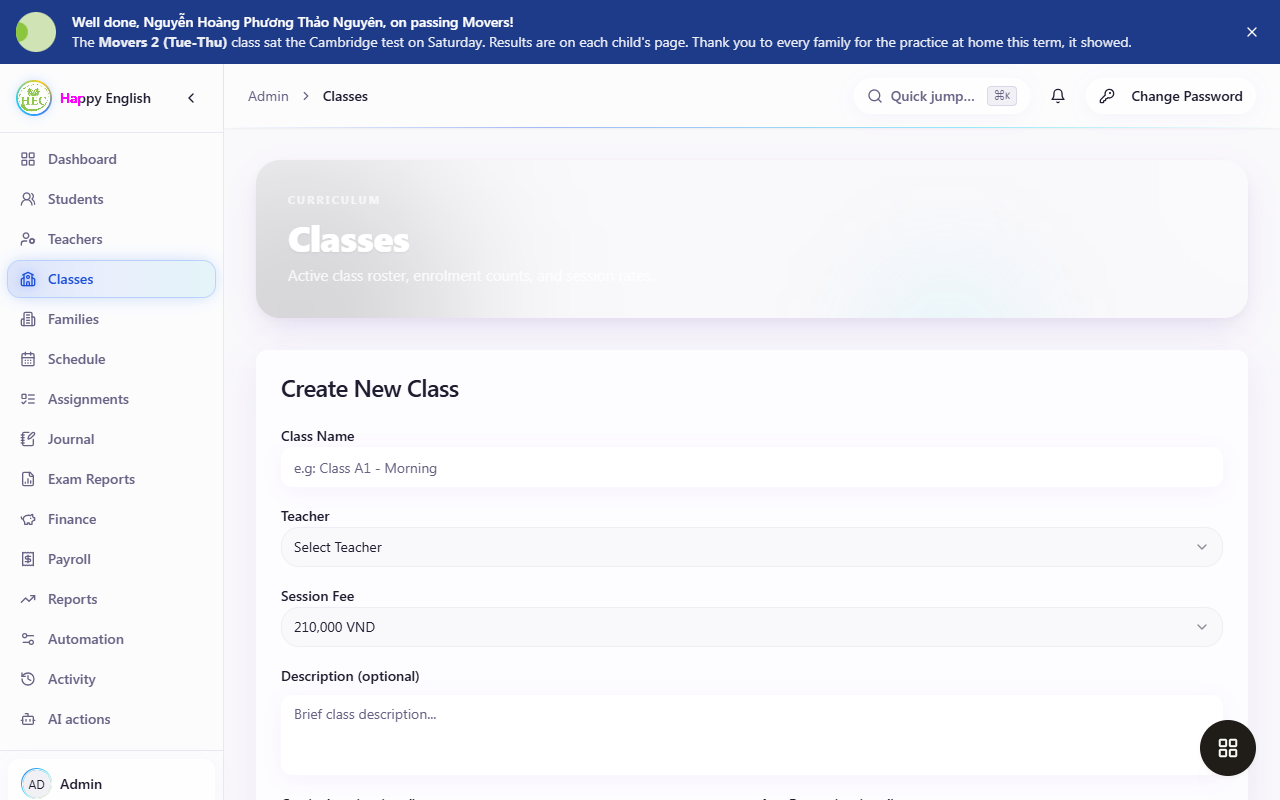 Well done, Nguyễn Hoàng Phương Thảo Nguyên, on passing Movers!
The Movers 2 (Tue-Thu) class sat the Cambridge test on Saturday. Results are on each child's page. Thank you to every family for the practice at home this term, it showed.
HEC
Happy English
Admin
Classes
Quick jump...
⌘K
Change Password
Dashboard
Students
Teachers
Classes
Families
Schedule
Assignments
Journal
Exam Reports
Finance
Payroll
Reports
Automation
Activity
AI actions
AD
Admin
CURRICULUM
Classes
Active class roster, enrolment counts, and session rates
Create New Class
Class Name
e.g: Class A1 - Morning
Teacher
Select Teacher
Session Fee
210,000 VND
Description (optional)
Brief class description...